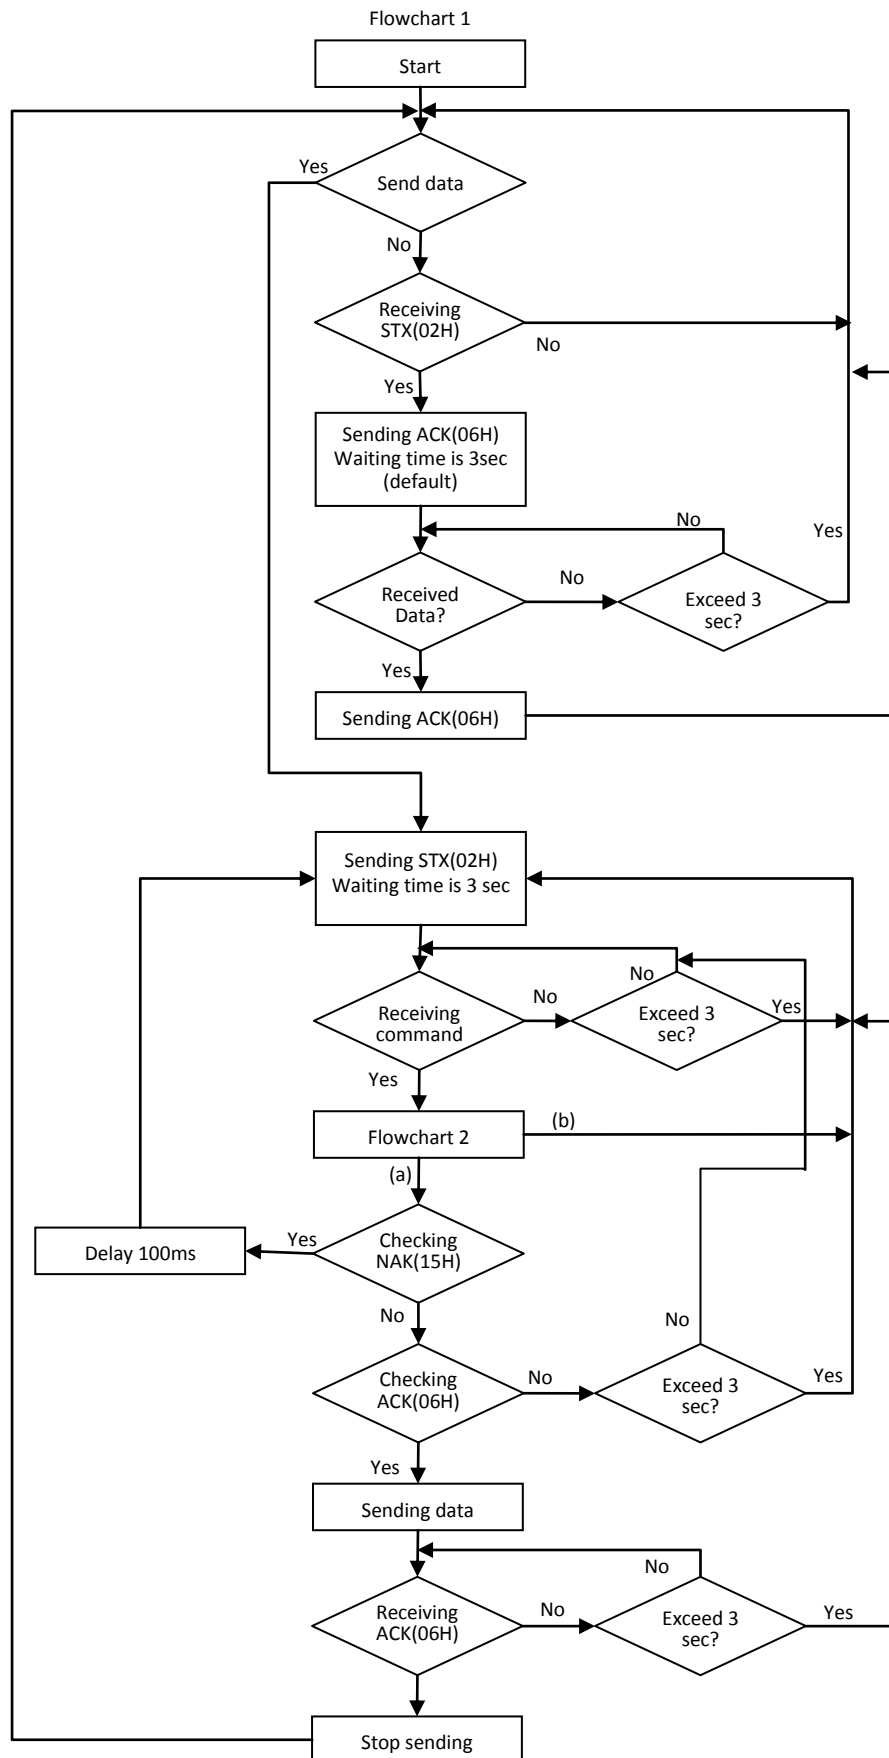 Flowchart 1
Start
Yes
Send data
No
Receiving
STX(02H)
No
Yes
Sending ACK(06H)
Waiting time is 3sec
(default)
No
Yes
Received
Data?
No
Exceed 3
sec?
Yes
Sending ACK(06H)
Sending STX(02H)
Waiting time is 3 sec
Receiving
command
No
No
Exceed 3
sec?
Yes
Yes
Flowchart 2
(b)
(a)
Delay 100ms
Yes
Checking
NAK(15H)
No
No
Checking
ACK(06H)
No
Exceed 3
sec?
Yes
Yes
Sending data
No
Receiving
ACK(06H)
No
Exceed 3
sec?
Yes
Stop sending